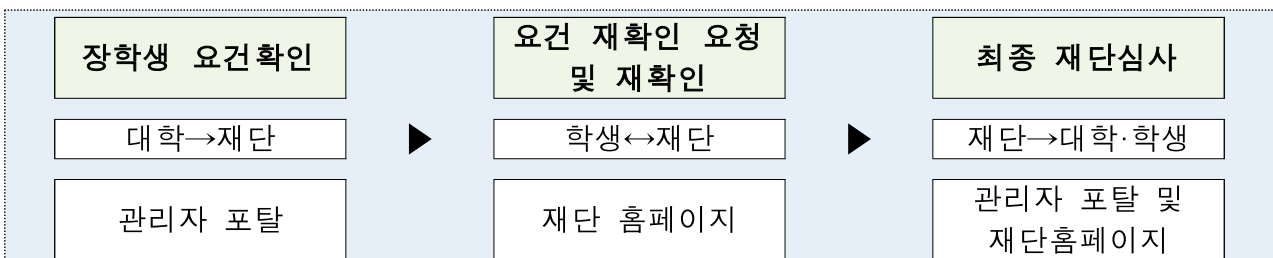 장학생 요건확인
요건 재확인 요청
및 재확인
최종 재단심사
대학→재단
▶
학생↔재단
▶
재단→대학·학생
관리자 포탈
재단 홈페이지
관리자 포탈 및
재단홈페이지